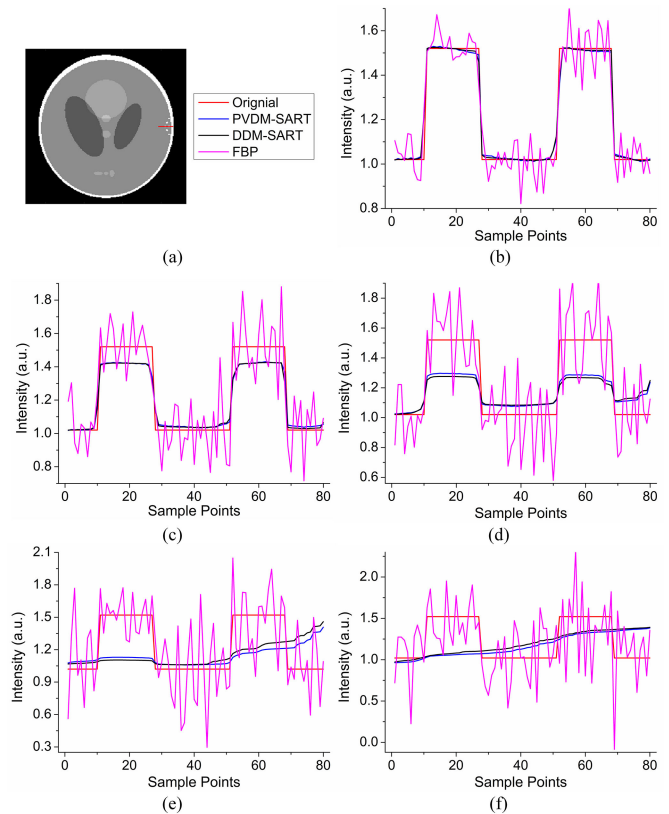 Orignial
PVDM-SART
DDM-SART
FBP
(a)
Intensity (a.u.)
1.6
1.4
1.2
1.0
0.8
0 20 40 60 80
Sample Points
(b)
Intensity (a.u.)
1.8
1.6
1.4
1.2
1.0
0.8
0 20 40 60 80
Sample Points
(c)
Intensity (a.u.)
1.8
1.6
1.4
1.2
1.0
0.8
0.6
0 20 40 60 80
Sample Points
(d)
Intensity (a.u.)
2.1
1.8
1.5
1.2
0.9
0.6
0.3
0 20 40 60 80
Sample Points
(e)
Intensity (a.u.)
2.0
1.5
1.0
0.5
0.0
0 20 40 60 80
Sample Points
(f)